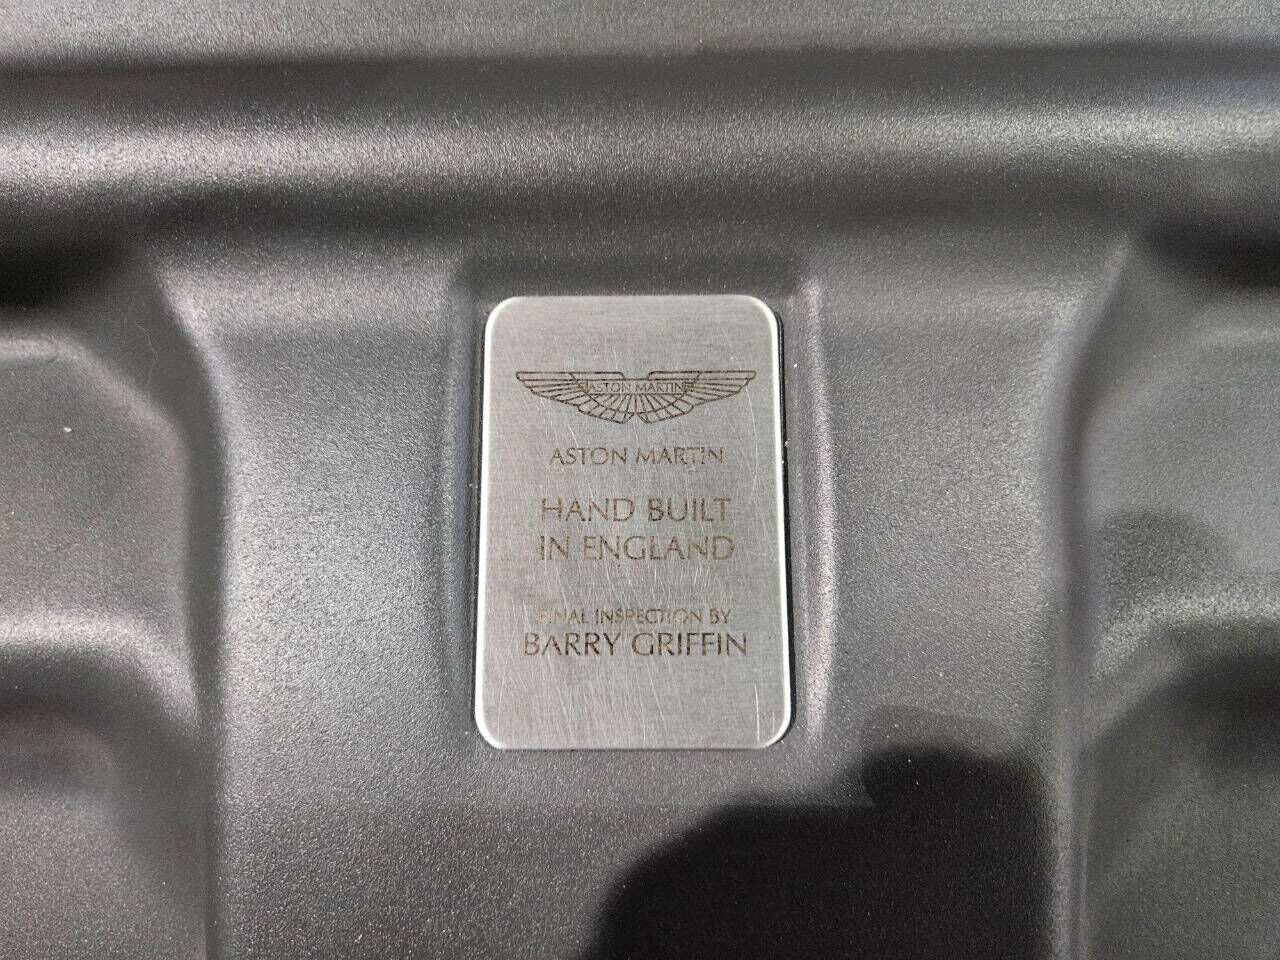 ASTON MARTIN
ASTON MARTIN
HAND BUILT
IN ENGLAND
FINAL INSPECTION BY
BARRY GRIFFIN